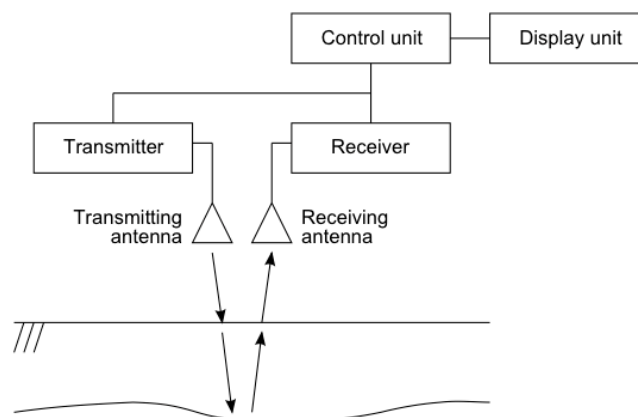 Control unit
Display unit
Transmitter
Receiver
Transmitting
antenna
Receiving
antenna